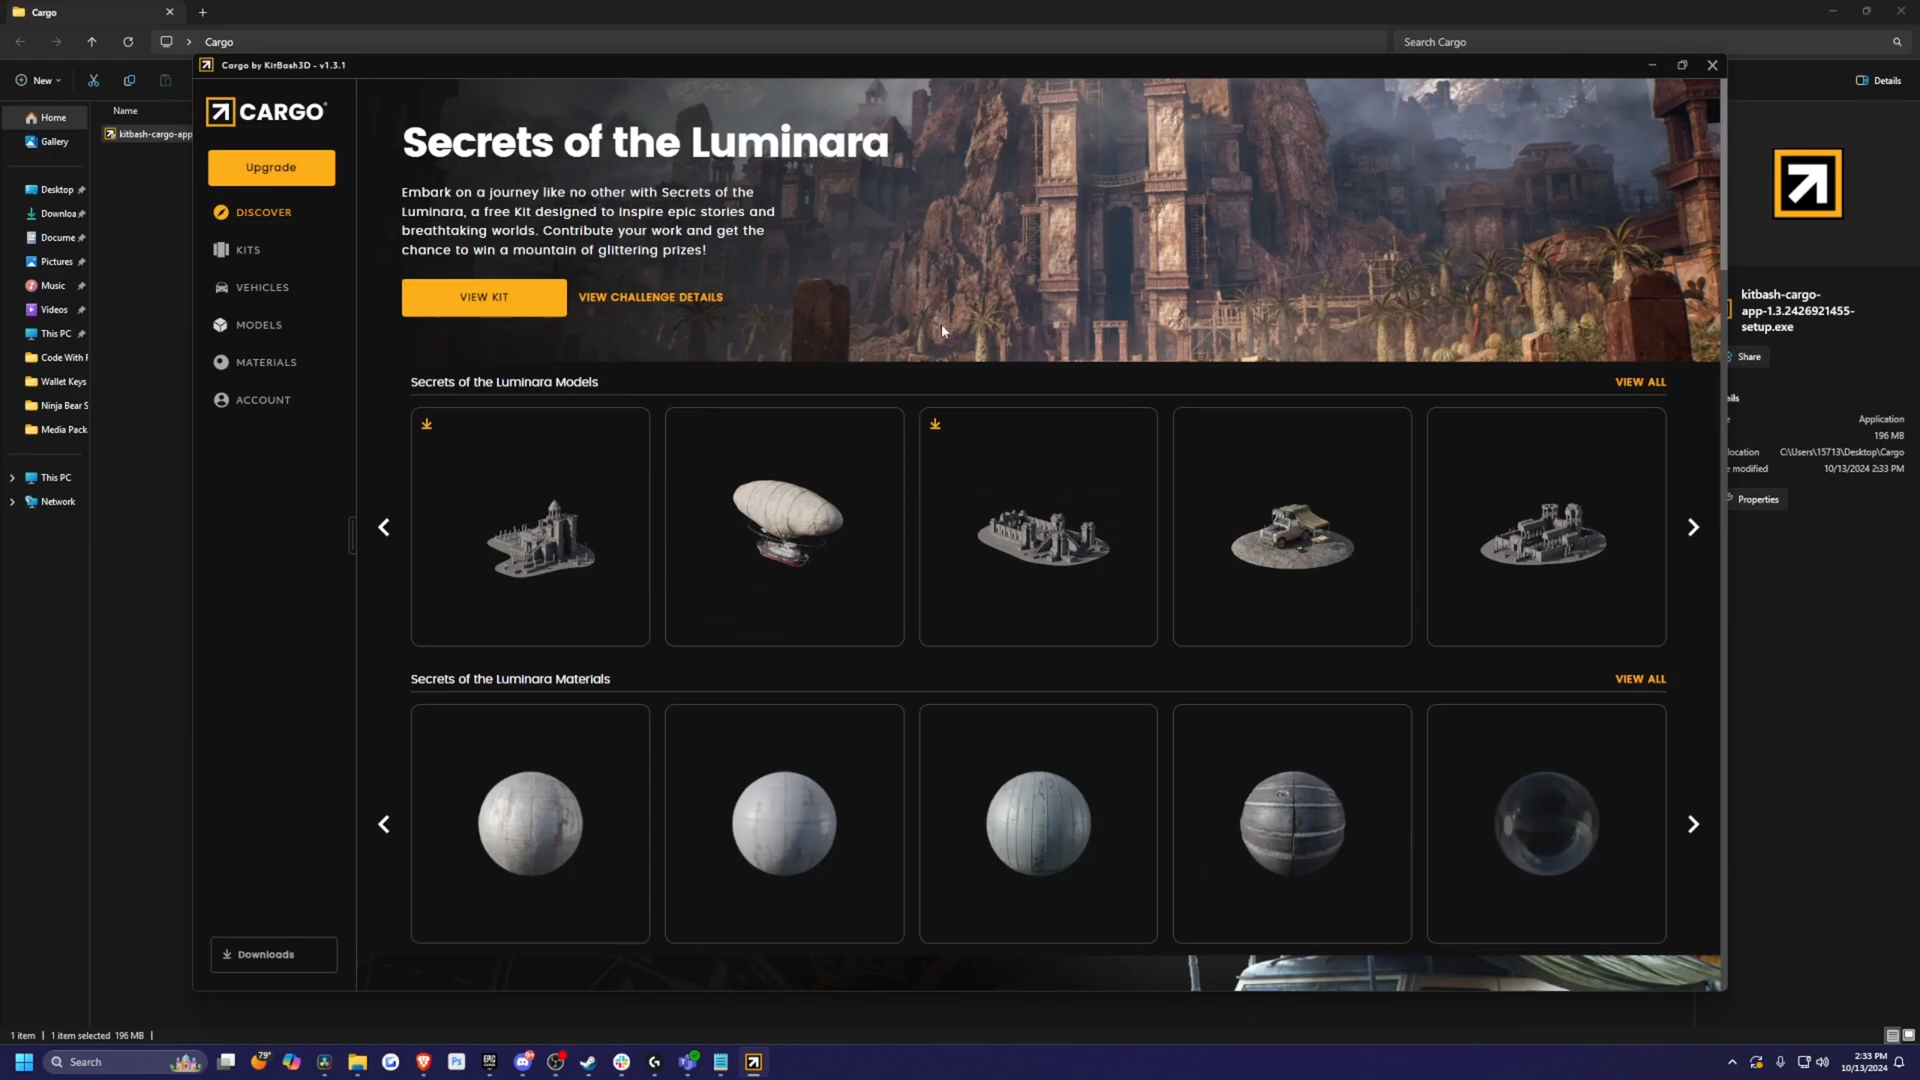 Cargo
Cargo
Search Cargo
New
Details
Home
Gallery
Desktop
Downloa
Docume
Pictures
Music
Videos
This PC
Code With F
Wallet Keys
Ninja Bear S
Media Pack
This PC
Network
Name
kitbash-cargo-app
Cargo by KitBash3D - v1.3.1
CARGO
Upgrade
DISCOVER
KITS
VEHICLES
MODELS
MATERIALS
ACCOUNT
Downloads
Secrets of the Luminara
Embark on a journey like no other with Secrets of the
Luminara, a free Kit designed to inspire epic stories and
breathtaking worlds. Contribute your work and get the
chance to win a mountain of glittering prizes!
VIEW KIT
VIEW CHALLENGE DETAILS
Secrets of the Luminara Models
VIEW ALL
Secrets of the Luminara Materials
VIEW ALL
kitbash-cargo-
app-1.3.2426921455-
setup.exe
Share
ails
e Application
196 MB
location C:\Users\15713\Desktop\Cargo
e modified 10/13/2024 2:33 PM
Properties
1 item | 1 item selected 196 MB |
Search
79°
Ps
EPIC
2:33 PM
10/13/2024